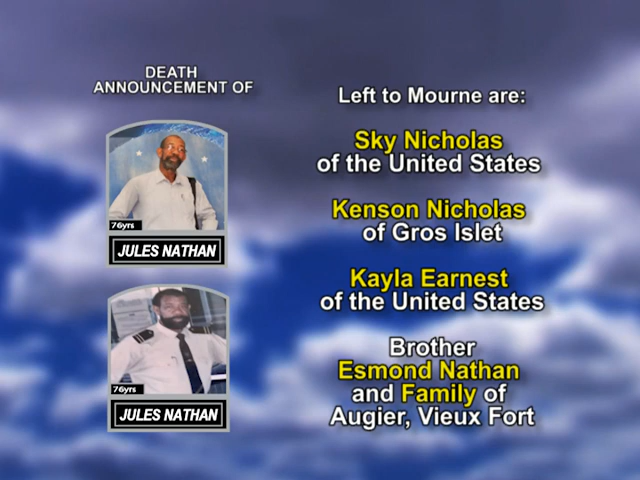 DEATH
ANNOUNCEMENT OF
76yrs
JULES NATHAN
76yrs
JULES NATHAN
Left to Mourne are:
Sky Nicholas
of the United States
Kenson Nicholas
of Gros Islet
Kayla Earnest
of the United States
Brother
Esmond Nathan
and Family of
Augier, Vieux Fort